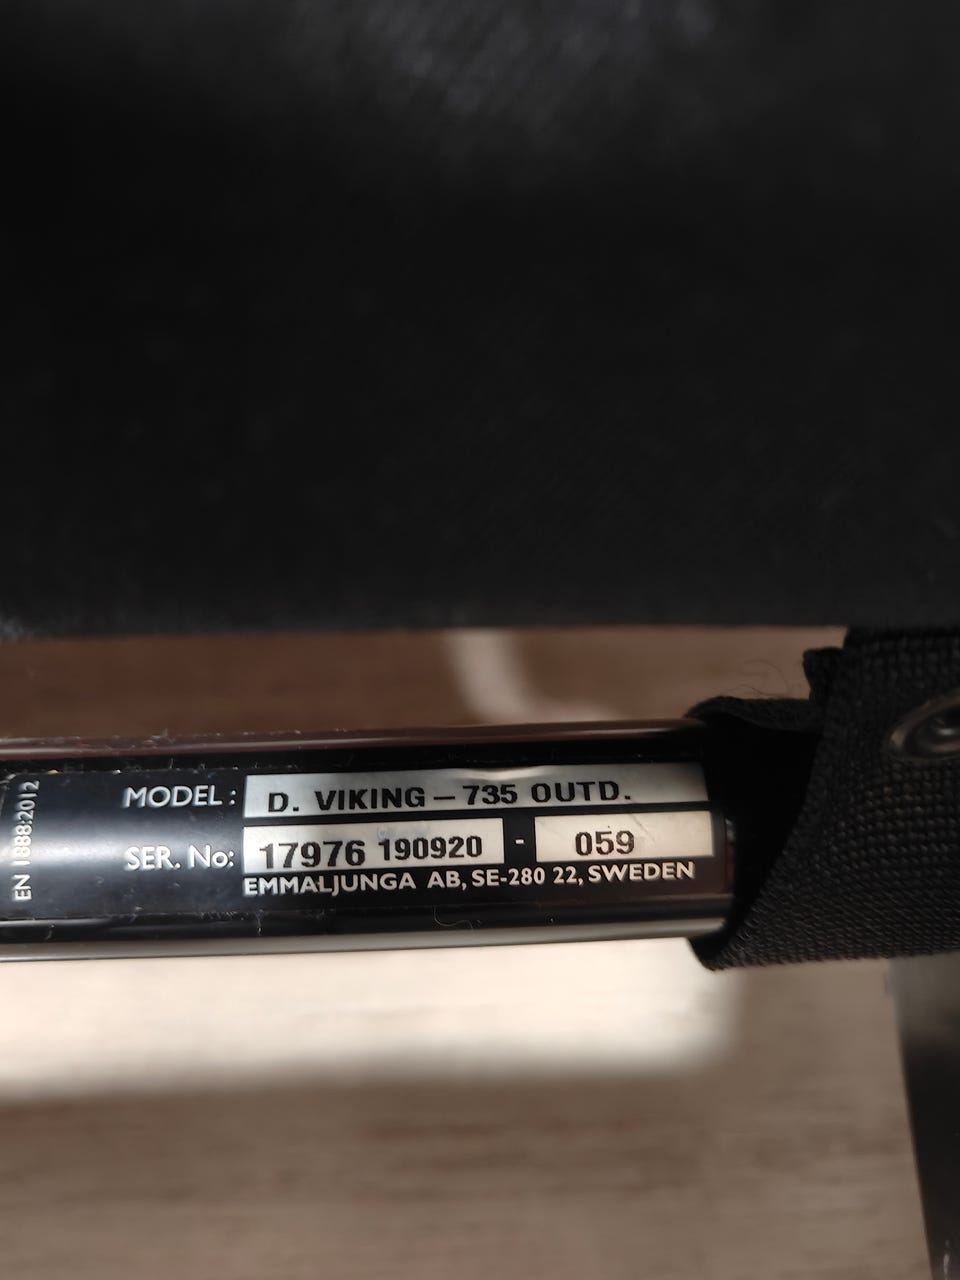 EN 1888:2012
MODEL: D. VIKING – 735 OUTD.
SER. No: 17976 190920 - 059
EMMALJUNGA AB, SE-280 22, SWEDEN